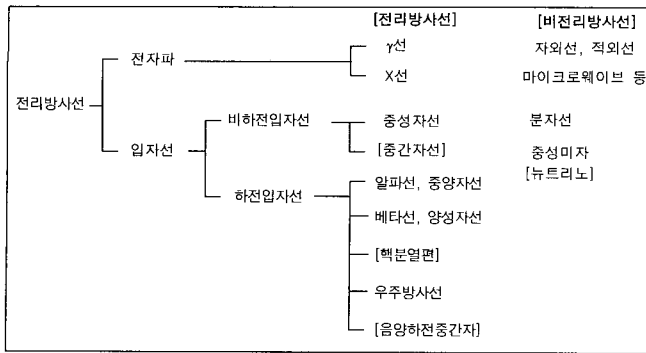 [전리방사선] [비전리방사선]
γ선 자외선, 적외선
전자파
X선 마이크로웨이브 등
전리방사선
비하전입자선 중성자선 분자선
입자선 [중간자선] 중성미자
[뉴트리노]
하전입자선 알파선, 중양자선
베타선, 양성자선
[핵분열편]
우주방사선
[음양하전중간자]